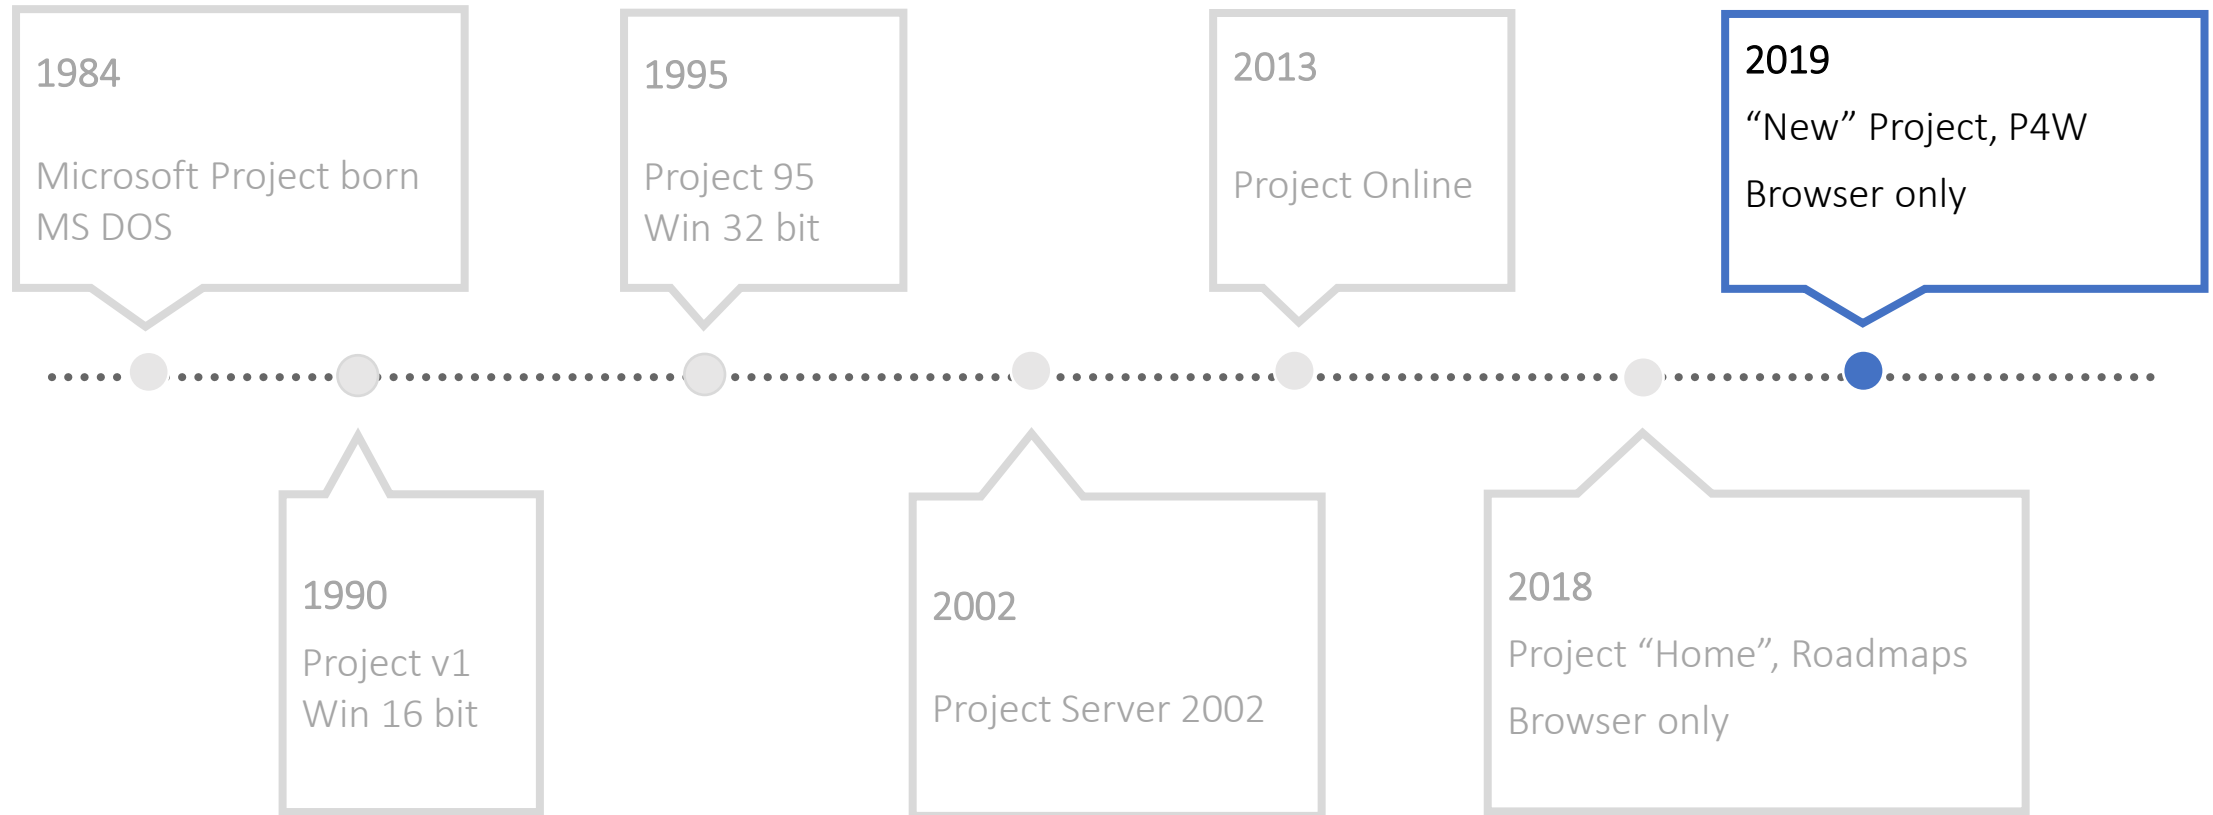 1984
Microsoft Project born
MS DOS
1990
Project v1
Win 16 bit
1995
Project 95
Win 32 bit
2002
Project Server 2002
2013
Project Online
2018
Project “Home”, Roadmaps
Browser only
2019
“New” Project, P4W
Browser only